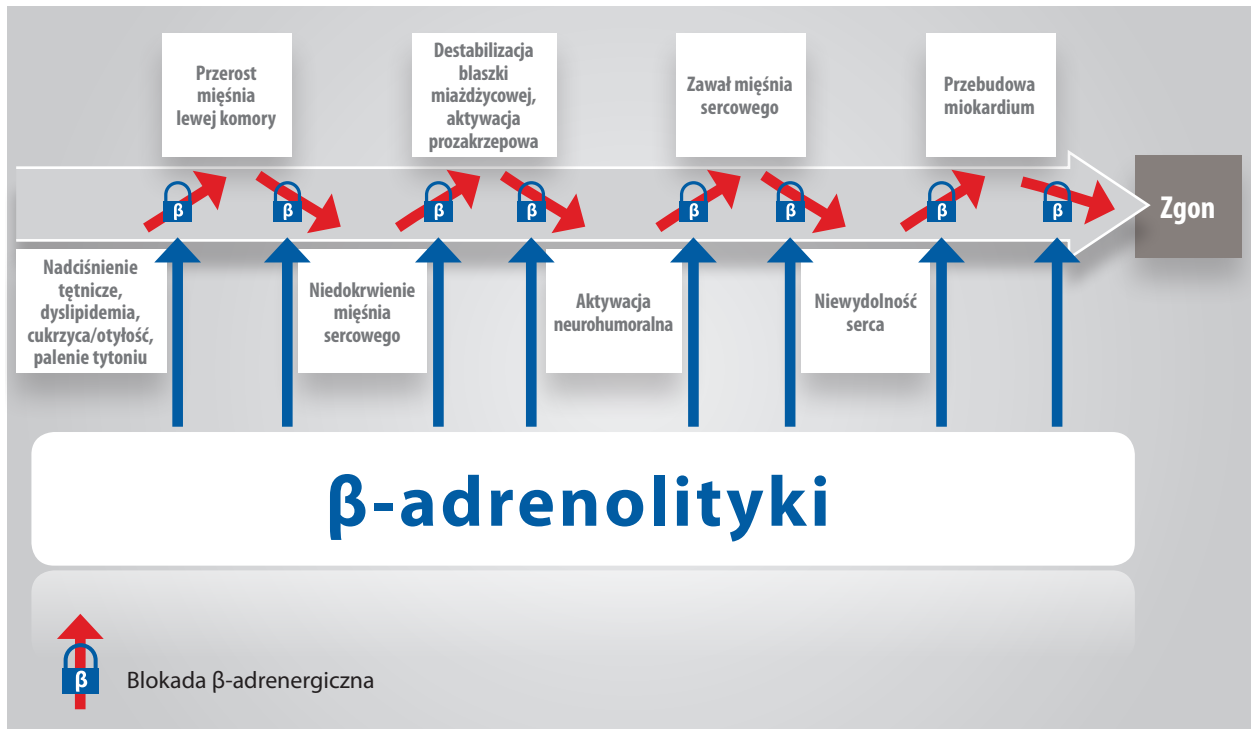 Przerost
mięśnia
lewej komory
Destabilizacja
blaszki
miażdżycowej,
aktywacja
prozakrzepowa
Zawał mięśnia
sercowego
Przebudowa
miokardium
β
β
β
β
β
β
β
β
Zgon
Nadciśnienie
tętnicze,
dyslipidemia,
cukrzyca/otyłość,
palenie tytoniu
Niedokrwienie
mięśnia
sercowego
Aktywacja
neurohumoralna
Niewydolność
serca
β-adrenolityki
β
Blokada β-adrenergiczna